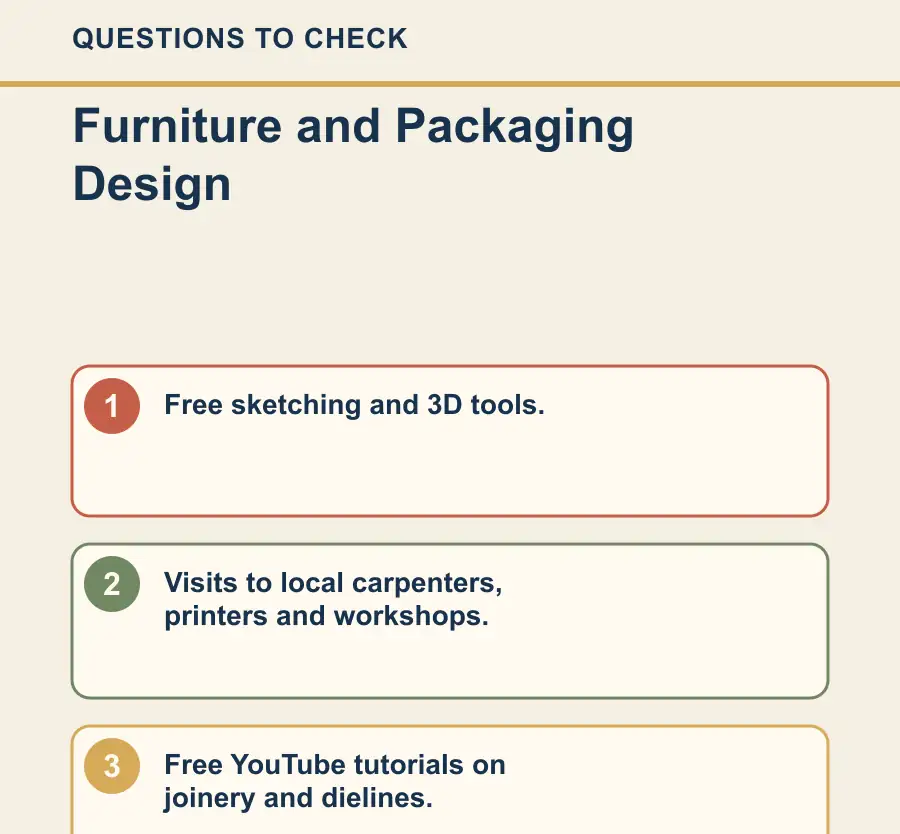 QUESTIONS TO CHECK
Furniture and Packaging
Design
1
Free sketching and 3D tools.
2
Visits to local carpenters,
printers and workshops.
3
Free YouTube tutorials on
joinery and dielines.